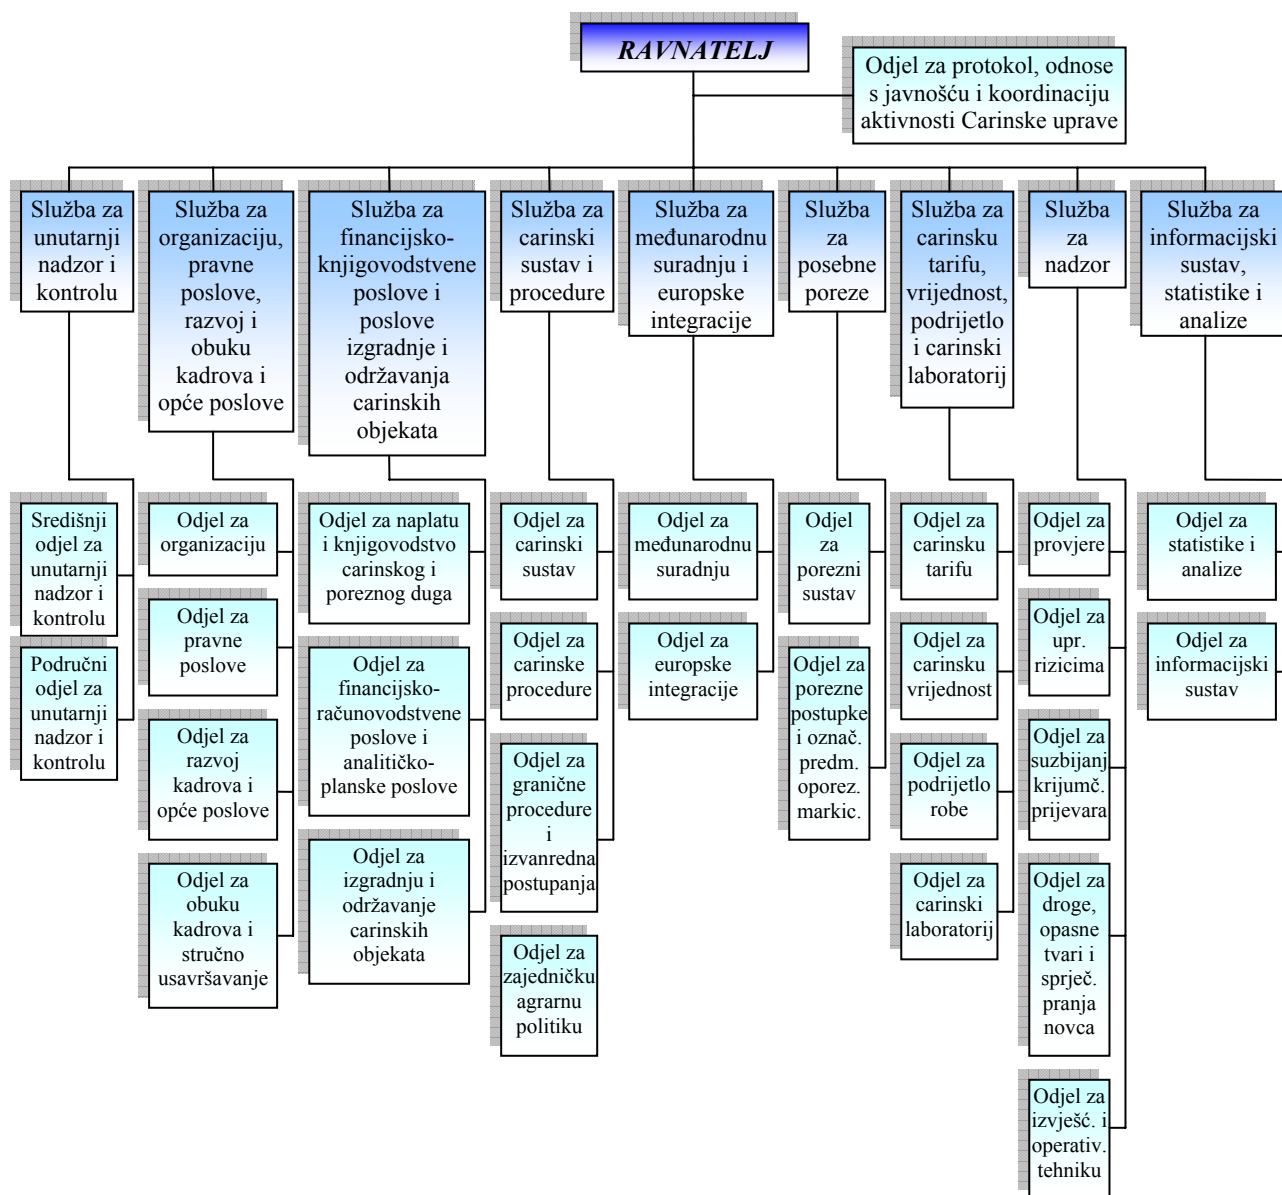 RAVNATELJ
Odjel za protokol, odnose
s javnošću i koordinaciju
aktivnosti Carinske uprave
Služba za
unutarnji
nadzor i
kontrolu
Služba za
organizaciju,
pravne
poslove,
razvoj i
obuku
kadrova i
opće poslove
Služba za
financijsko-
knjigovodstvene
poslove i
poslove
izgradnje i
održavanja
carinskih
objekata
Služba za
carinski
sustav i
procedure
Služba za
međunarodnu
suradnju i
europske
integracije
Služba
za
posebne
poreze
Služba za
carinsku
tarifu,
vrijednost,
podrijetlo
i carinski
laboratorij
Služba
za
nadzor
Služba za
informacijski
sustav,
statistike i
analize
Središnji
odjel za
unutarnji
nadzor i
kontrolu
Područni
odjel za
unutarnji
nadzor i
kontrolu
Odjel za
organizaciju
Odjel za
pravne
poslove
Odjel za
razvoj
kadrova i
opće poslove
Odjel za
obuku
kadrova i
stručno
usavršavanje
Odjel za naplatu
i knjigovodstvo
carinskog i
poreznog duga
Odjel za
financijsko-
računovodstvene
poslove i
analitičko-
planske poslove
Odjel za
izgradnju i
održavanje
carinskih
objekata
Odjel za
carinski
sustav
Odjel za
carinske
procedure
Odjel za
granične
procedure
i
izvanredna
postupanja
Odjel za
zajedničku
agrarnu
politiku
Odjel za
međunarodnu
suradnju
Odjel za
europske
integracije
Odjel
za
porezni
sustav
Odjel za
porezne
postupke
i označ.
predm.
oporez.
markic.
Odjel za
carinsku
tarifu
Odjel za
carinsku
vrijednost
Odjel za
podrijetlo
robe
Odjel za
carinski
laboratorij
Odjel za
provjere
Odjel za
upr.
rizicima
Odjel za
suzbijanj
krijumč.
prijevara
Odjel za
droge,
opasne
tvari i
sprječ.
pranja
novca
Odjel za
izvješć. i
operativ.
tehniku
Odjel za
statistike i
analize
Odjel za
informacijski
sustav